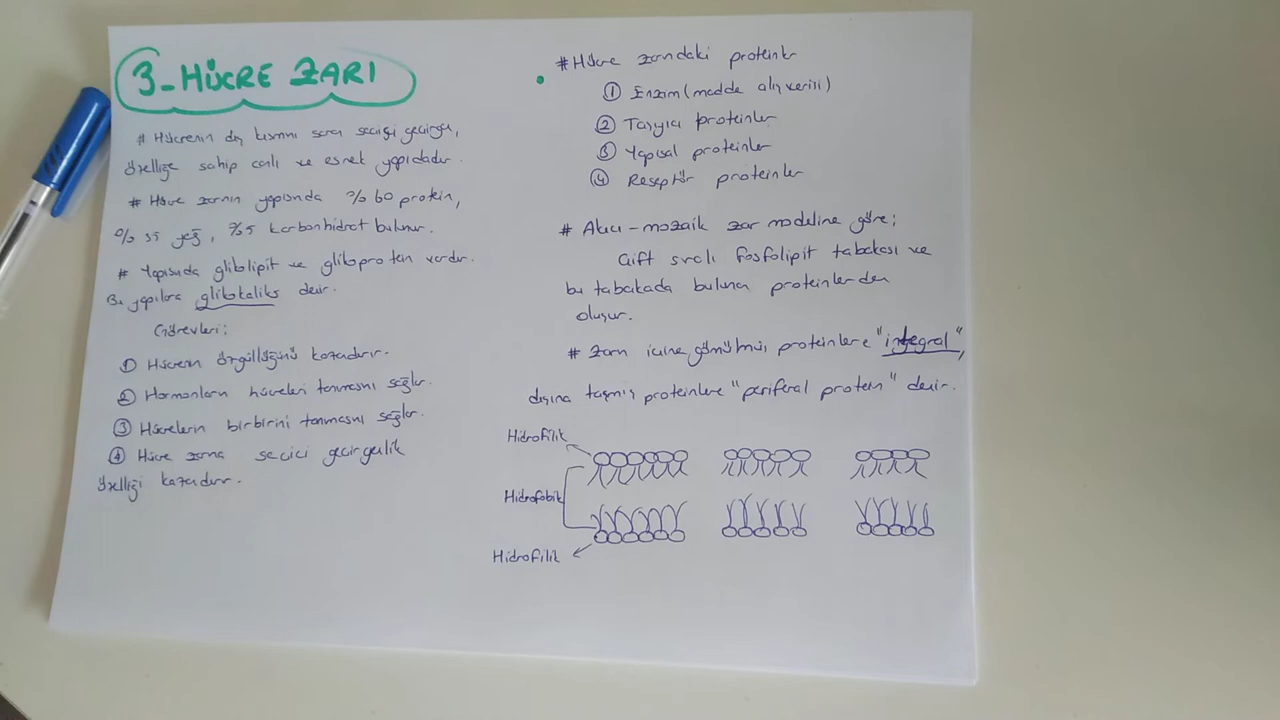 3-HÜCRE ZARI
# Hücrenin dış kısmını saran seçici geçirgen,
özelliğe sahip canlı ve esnek yapıdadır.
# Hücre zarının yapısında % 60 protein,
% 35 yağ, %5 karbonhidrat bulunur.
# Yapısında glikolipit ve glikoprotein vardır.
Bu yapılara glikokaliks denir.
Görevleri;
① Hücrenin özgüllüğünü kazandırır.
② Hormonların hücreleri tanımasını sağlar.
③ Hücrelerin birbirini tanımasını sağlar.
④ Hücre zarına seçici geçirgenlik
özelliği kazandırır.
# Hücre zarındaki proteinler
① Enzim (madde alış verişi)
② Taşıyıcı proteinler
③ Yapısal proteinler
④ Reseptör proteinler
# Akıcı-mozaik zar modeline göre;
Çift sıralı fosfolipit tabakası ve
bu tabakada bulunan proteinlerden
oluşur.
# Zarın içine gömülmüş proteinlere "integral",
dışına taşmış proteinlere "periferal protein" denir.
Hidrofilik
Hidrofobik
Hidrofilik